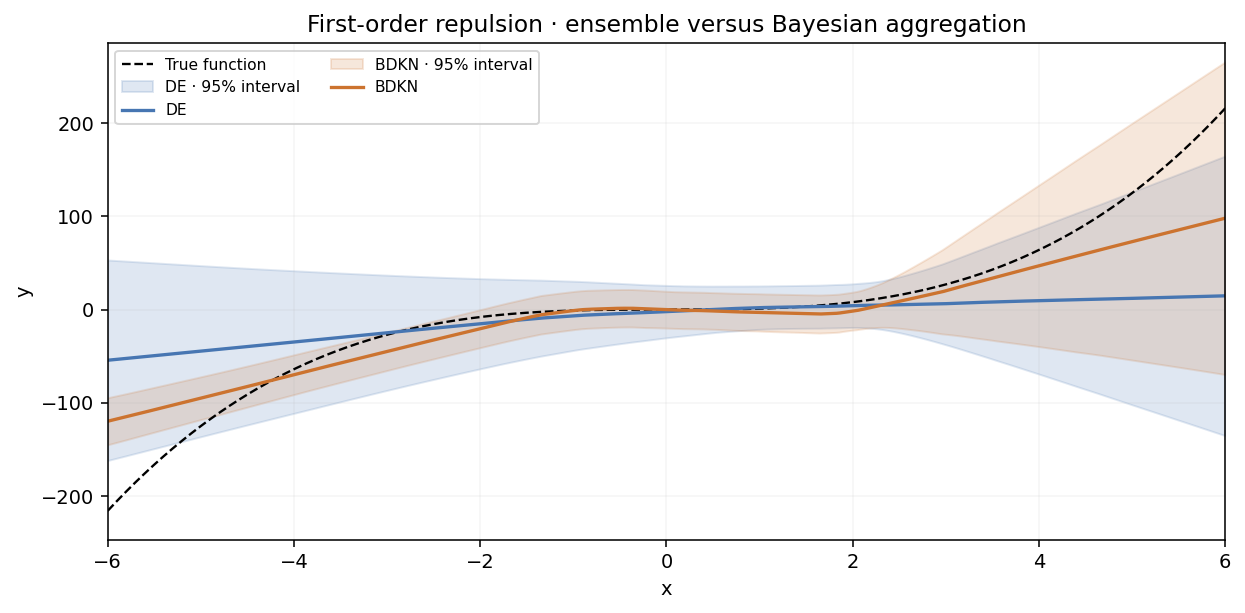 First-order repulsion · ensemble versus Bayesian aggregation
True function
DE · 95% interval
DE
BDKN · 95% interval
BDKN
y
200
100
0
−100
−200
−6
−4
−2
0
2
4
6
x